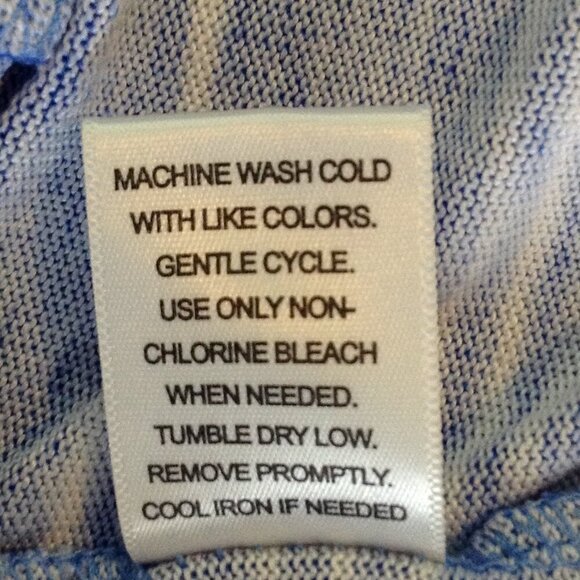 MACHINE WASH COLD
WITH LIKE COLORS.
GENTLE CYCLE.
USE ONLY NON-
CHLORINE BLEACH
WHEN NEEDED.
TUMBLE DRY LOW.
REMOVE PROMPTLY.
COOL IRON IF NEEDED